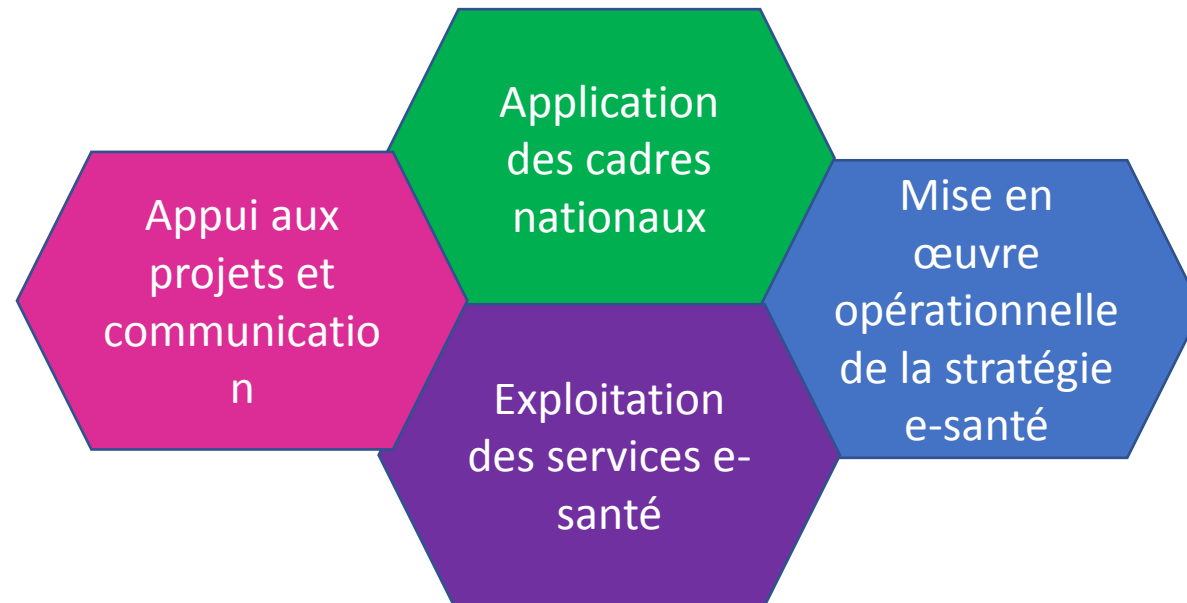 Application
des cadres
nationaux
Appui aux
projets et
communicatio
n
Mise en
œuvre
opérationnelle
de la stratégie
e-santé
Exploitation
des services e-
santé